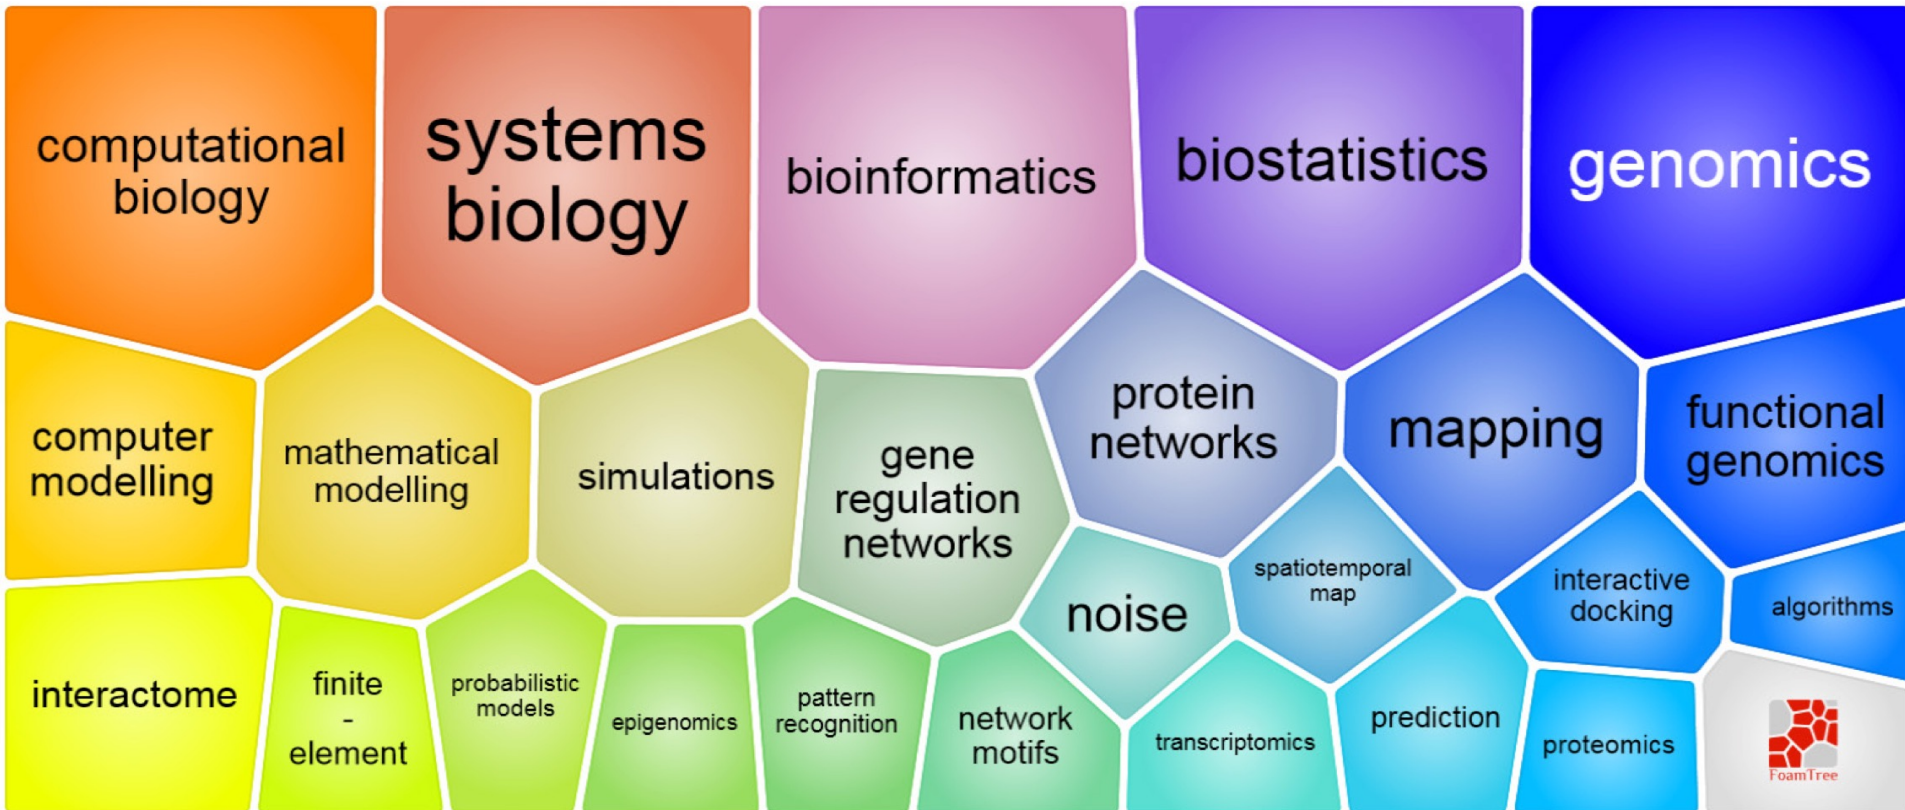 computational
biology
systems
biology
bioinformatics
biostatistics
genomics
computer
modelling
mathematical
modelling
simulations
gene
regulation
networks
protein
networks
mapping
functional
genomics
interactome
finite
-
element
probabilistic
models
epigenomics
pattern
recognition
network
motifs
noise
transcriptomics
spatiotemporal
map
prediction
interactive
docking
proteomics
algorithms
FoamTree